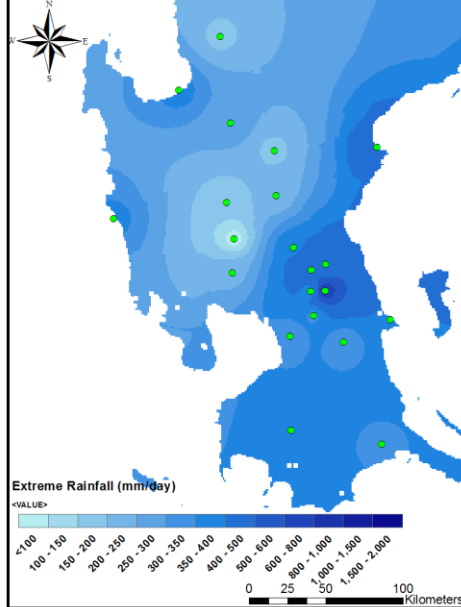 N
W E
S
Extreme Rainfall (mm/day)
<VALUE>
<100
100 - 150
150 - 200
200 - 250
250 - 300
300 - 350
350 - 400
400 - 500
500 - 600
600 - 800
800 - 1,000
1,000 - 1,500
1,500 - 2,000
0 25 50 100
Kilometers